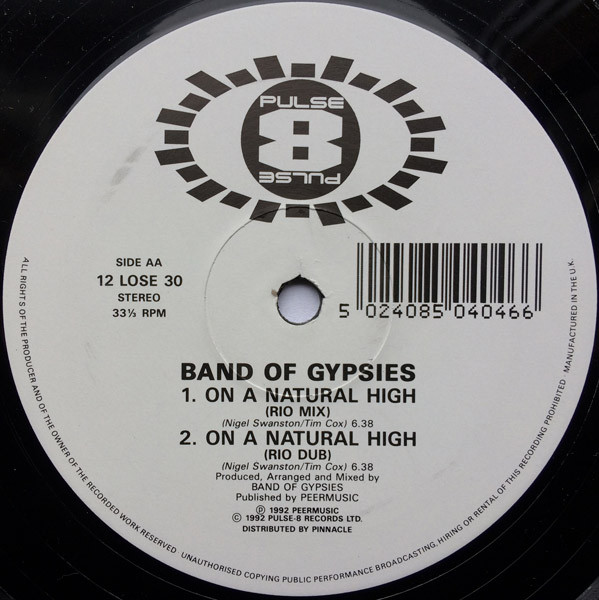 PULSE
8
PULSE
SIDE AA
12 LOSE 30
STEREO
33⅓ RPM
5 024085 040466
BAND OF GYPSIES
1. ON A NATURAL HIGH
(RIO MIX)
(Nigel Swanston/Tim Cox) 6.38
2. ON A NATURAL HIGH
(RIO DUB)
(Nigel Swanston/Tim Cox) 6.38
Produced, Arranged and Mixed by
BAND OF GYPSIES
Published by PEERMUSIC
Ⓟ 1992 PEERMUSIC
© 1992 PULSE-8 RECORDS LTD.
DISTRIBUTED BY PINNACLE
ALL RIGHTS OF THE PRODUCER AND OF THE OWNER OF THE RECORDED WORK RESERVED · UNAUTHORISED COPYING PUBLIC PERFORMANCE BROADCASTING, HIRING OR RENTAL OF THIS RECORDING PROHIBITED · MANUFACTURED IN THE U.K.